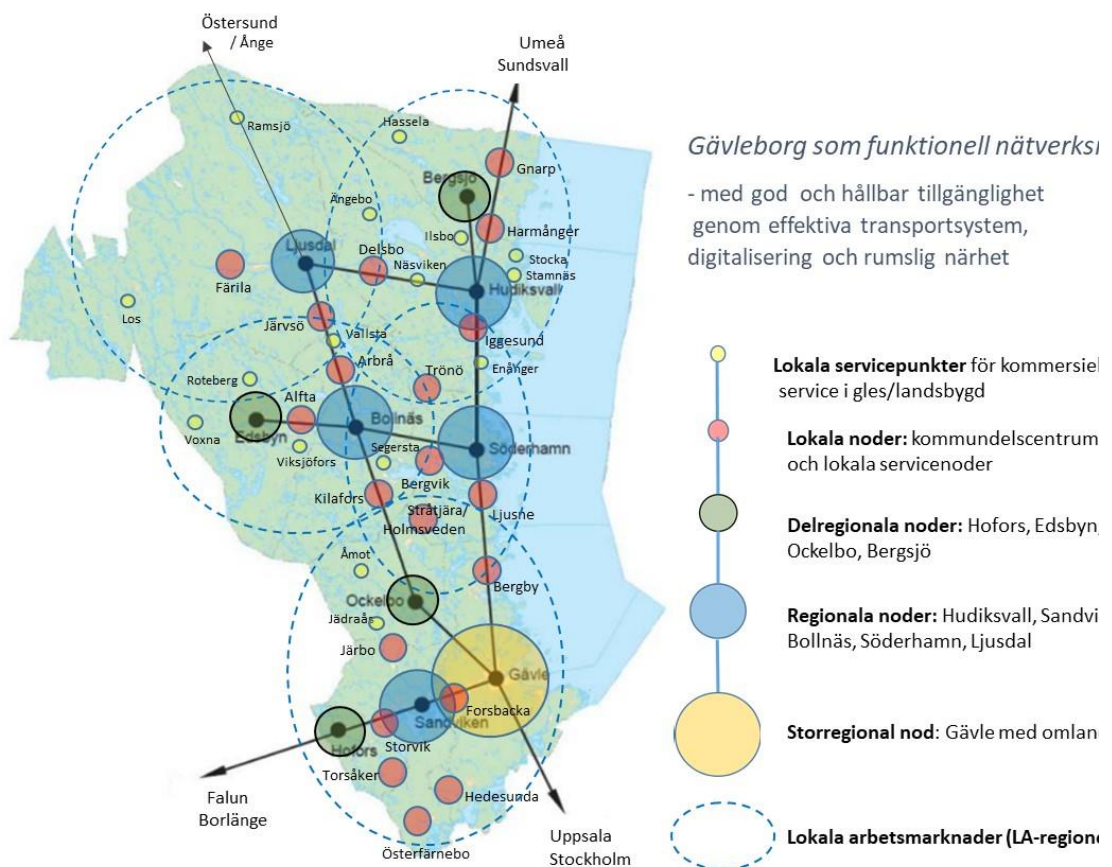 Östersund
/ Ånge
Umeå
Sundsvall
Ramsjö
Hassela
Gnarp
Bergsjö
Ängebo
Ilsbo
Harmånger
Ljusdal
Delsbo
Näsviken
Stocka
Stamnäs
Färila
Hudiksvall
Los
Järvsö
Vallsta
Iggesund
Arbrå
Trönö
Enånger
Roteberg
Alfta
Bollnäs
Edsbyn
Voxna
Viksjöfors
Segersta
Söderhamn
Bergvik
Kilafors
Stråtjära/
Holmsveden
Ljusne
Åmot
Bergby
Ockelbo
Jädraås
Järbo
Gävle
Forsbacka
Sandviken
Hofors
Storvik
Torsåker
Hedesunda
Österfärnebo
Falun
Borlänge
Uppsala
Stockholm
Gävleborg som funktionell nätverksr
- med god och hållbar tillgänglighet
genom effektiva transportsystem,
digitalisering och rumslig närhet
Lokala servicepunkter för kommersiel
service i gles/landsbygd
Lokala noder: kommundelscentrum
och lokala servicenoder
Delregionala noder: Hofors, Edsbyn,
Ockelbo, Bergsjö
Regionala noder: Hudiksvall, Sandvi
Bollnäs, Söderhamn, Ljusdal
Storregional nod: Gävle med omlan
Lokala arbetsmarknader (LA-regione